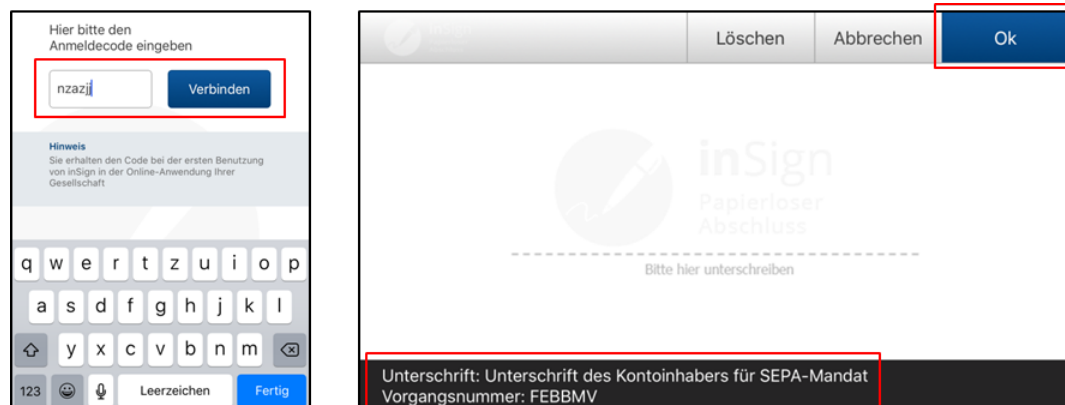 Hier bitte den
Anmeldecode eingeben
nzazjj
Verbinden
Hinweis
Sie erhalten den Code bei der ersten Benutzung
von inSign in der Online-Anwendung Ihrer
Gesellschaft
q w e r t z u i o p
a s d f g h j k l
y x c v b n m
123 Leerzeichen Fertig
inSign
Löschen Abbrechen Ok
inSign
Papierloser
Abschluss
Bitte hier unterschreiben
Unterschrift: Unterschrift des Kontoinhabers für SEPA-Mandat
Vorgangsnummer: FEBBMV